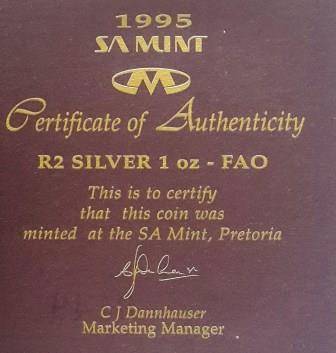 1995
SA MINT
Certificate of Authenticity
R2 SILVER 1 oz - FAO
This is to certify
that this coin was
minted at the SA Mint, Pretoria
C J Dannhauser
Marketing Manager